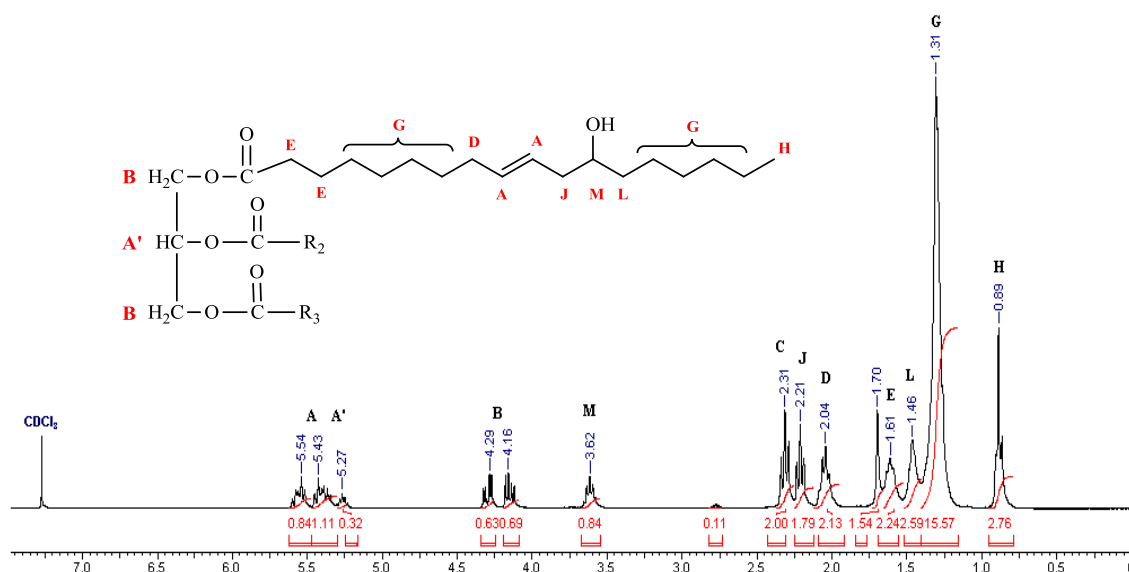 G
1.31
O
OH
G
E
G
D
A
H
B
H₂C
O
C
E
A
J
M
L
O
A'
HC
O
C
R₂
O
B
H₂C
O
C
R₃
H
0.89
C
J
D
E
L
2.31
2.21
2.04
1.70
1.61
1.46
CDCl₃
A
A'
B
M
5.54
5.43
5.27
4.29
4.16
3.62
0.84 1.11 0.32 0.63 0.69 0.84 0.11 2.00 1.79 2.13 1.54 2.24 2.59 15.57 2.76
7.0 6.5 6.0 5.5 5.0 4.5 4.0 3.5 3.0 2.5 2.0 1.5 1.0 0.5